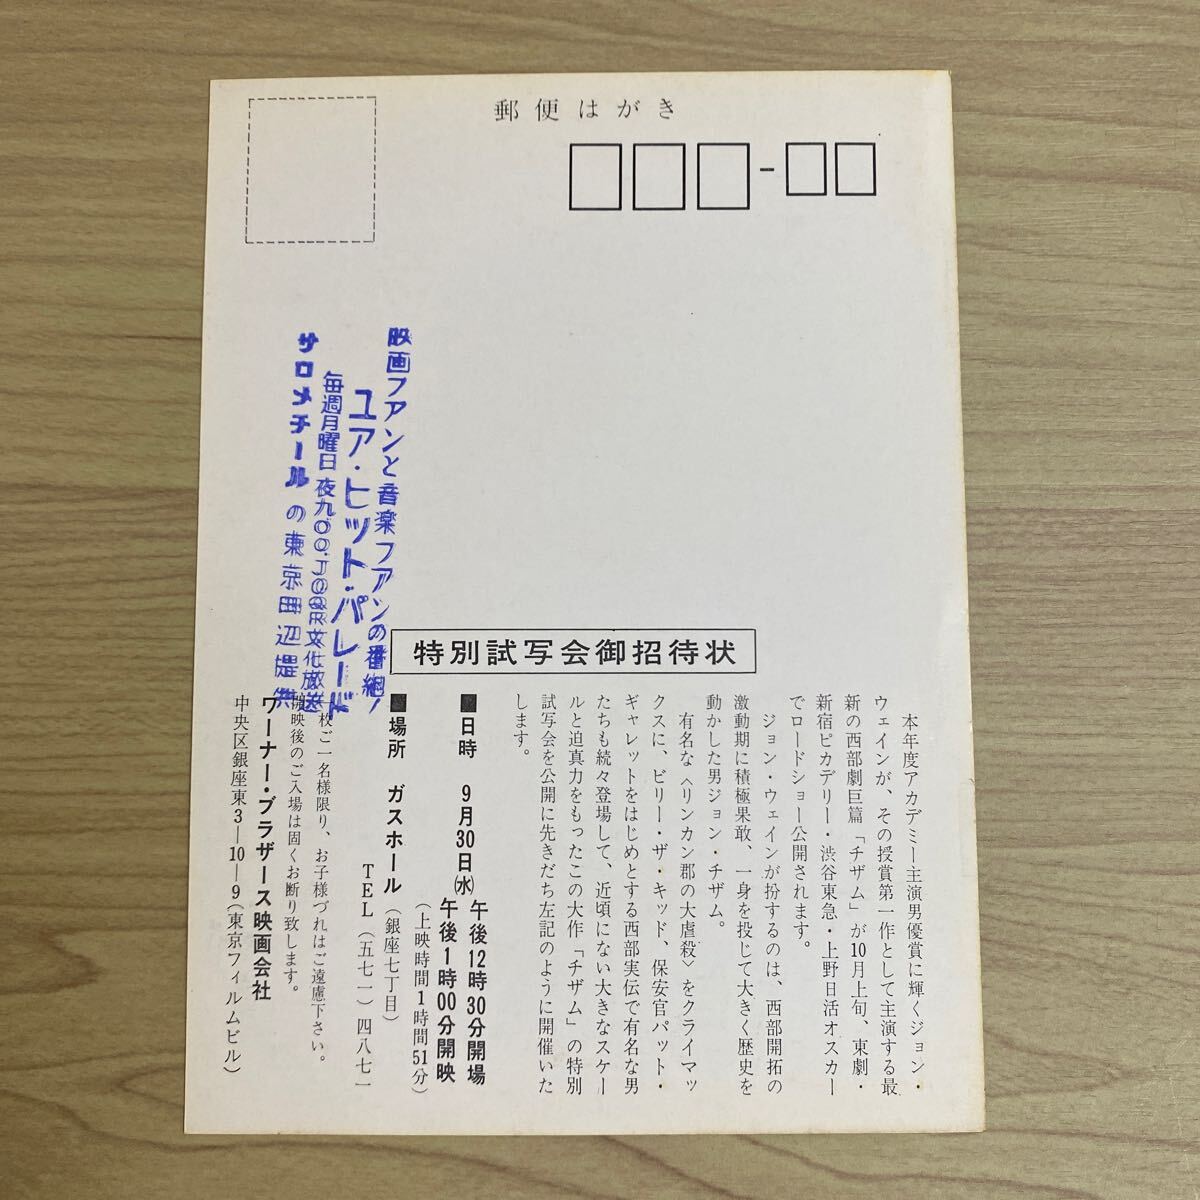 郵便はがき
特別試写会御招待状
本年度アカデミー主演男優賞に輝くジョン・
ウェインが、その授賞第一作として主演する最
新の西部劇巨篇「チザム」が10月上旬、東劇・
新宿ピカデリー・渋谷東急・上野日活オスカー
でロードショー公開されます。
ジョン・ウェインが扮するのは、西部開拓の
激動期に積極果敢、一身を投じて大きく歴史を
動かした男ジョン・チザム。
有名な〈リンカン郡の大虐殺〉をクライマッ
クスに、ビリー・ザ・キッド、保安官パット・
ギャレットをはじめとする西部実伝で有名な男
たちも続々登場して、近頃にない大きなスケー
ルと迫真力をもったこの大作「チザム」の特別
試写会を公開に先きだち左記のように開催いた
します。
■日時 9月30日㈬ 午後12時30分開場
午後1時00分開映
(上映時間1時間51分)
■場所 ガスホール(銀座七丁目)
TEL(五七一)四八七一
枚ご一名様限り、お子様づれはご遠慮下さい。
開映後のご入場は固くお断り致します。
ワーナー・ブラザース映画会社
中央区銀座東3—10—9(東京フィルムビル)
映画フアンと音楽フアンの番組!
ユア・ヒット・パレード
毎週月曜日 夜九・〇〇・JOQR文化放送
サロメチールの東京田辺提供